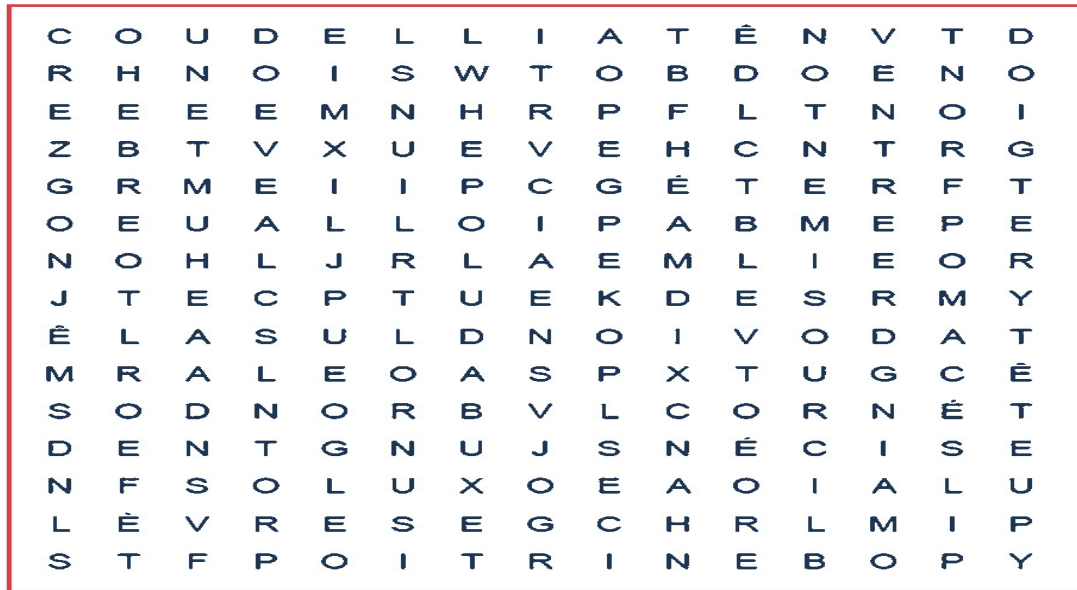 C O U D E L L I A T Ê N V T D
R H N O I S W T O B D O E N O
E E E E M N H R P F L T N O I
Z B T V X U E V E H C N T R G
G R M E I I P C G É T E R F T
O E U A L L O I P A B M E P E
N O H L J R L A E M L I E O R
J T E C P T U E K D E S R M Y
Ê L A S U L D N O I V O D A T
M R A L E O A S P X T U G C Ê
S O D N O R B V L C O R N É T
D E N T G N U J S N É C I S E
N F S O L U X O E A O I A L U
L È V R E S E G C H R L M I P
S T F P O I T R I N E B O P Y